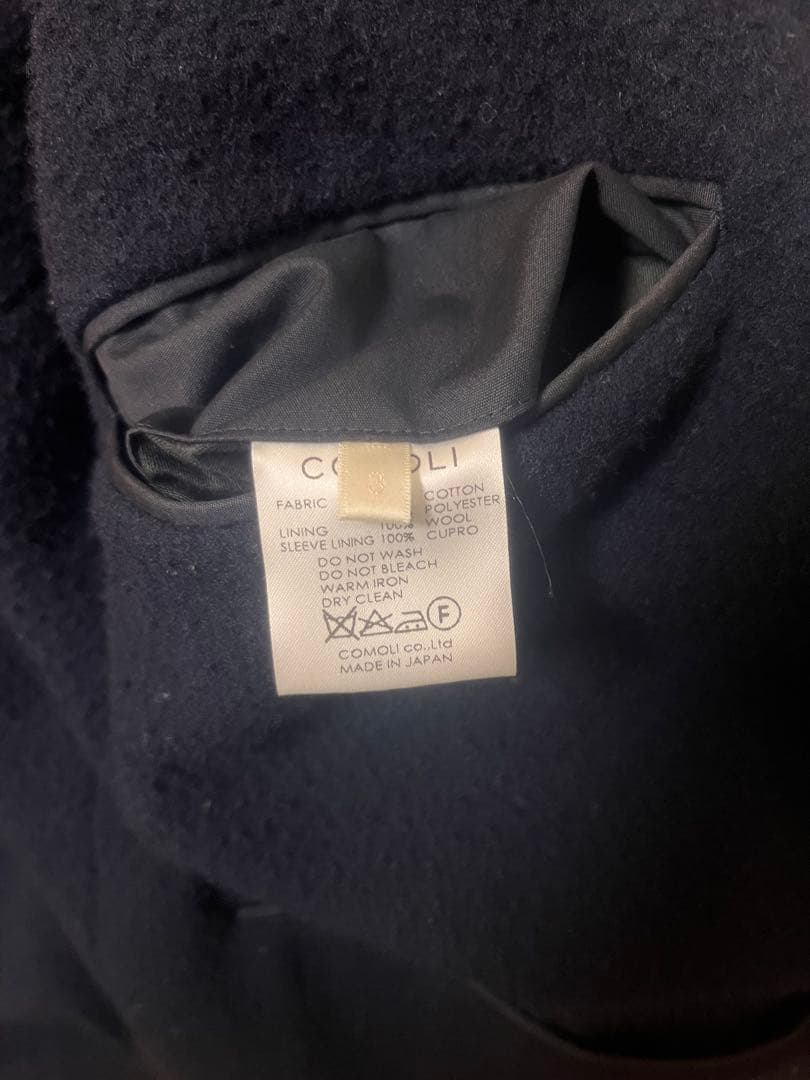 3
FABRIC COTTON
POLYESTER
LINING 100% WOOL
SLEEVE LINING 100% CUPRO
DO NOT WASH
DO NOT BLEACH
WARM IRON
DRY CLEAN
F
COMOLI co.,Ltd
MADE IN JAPAN